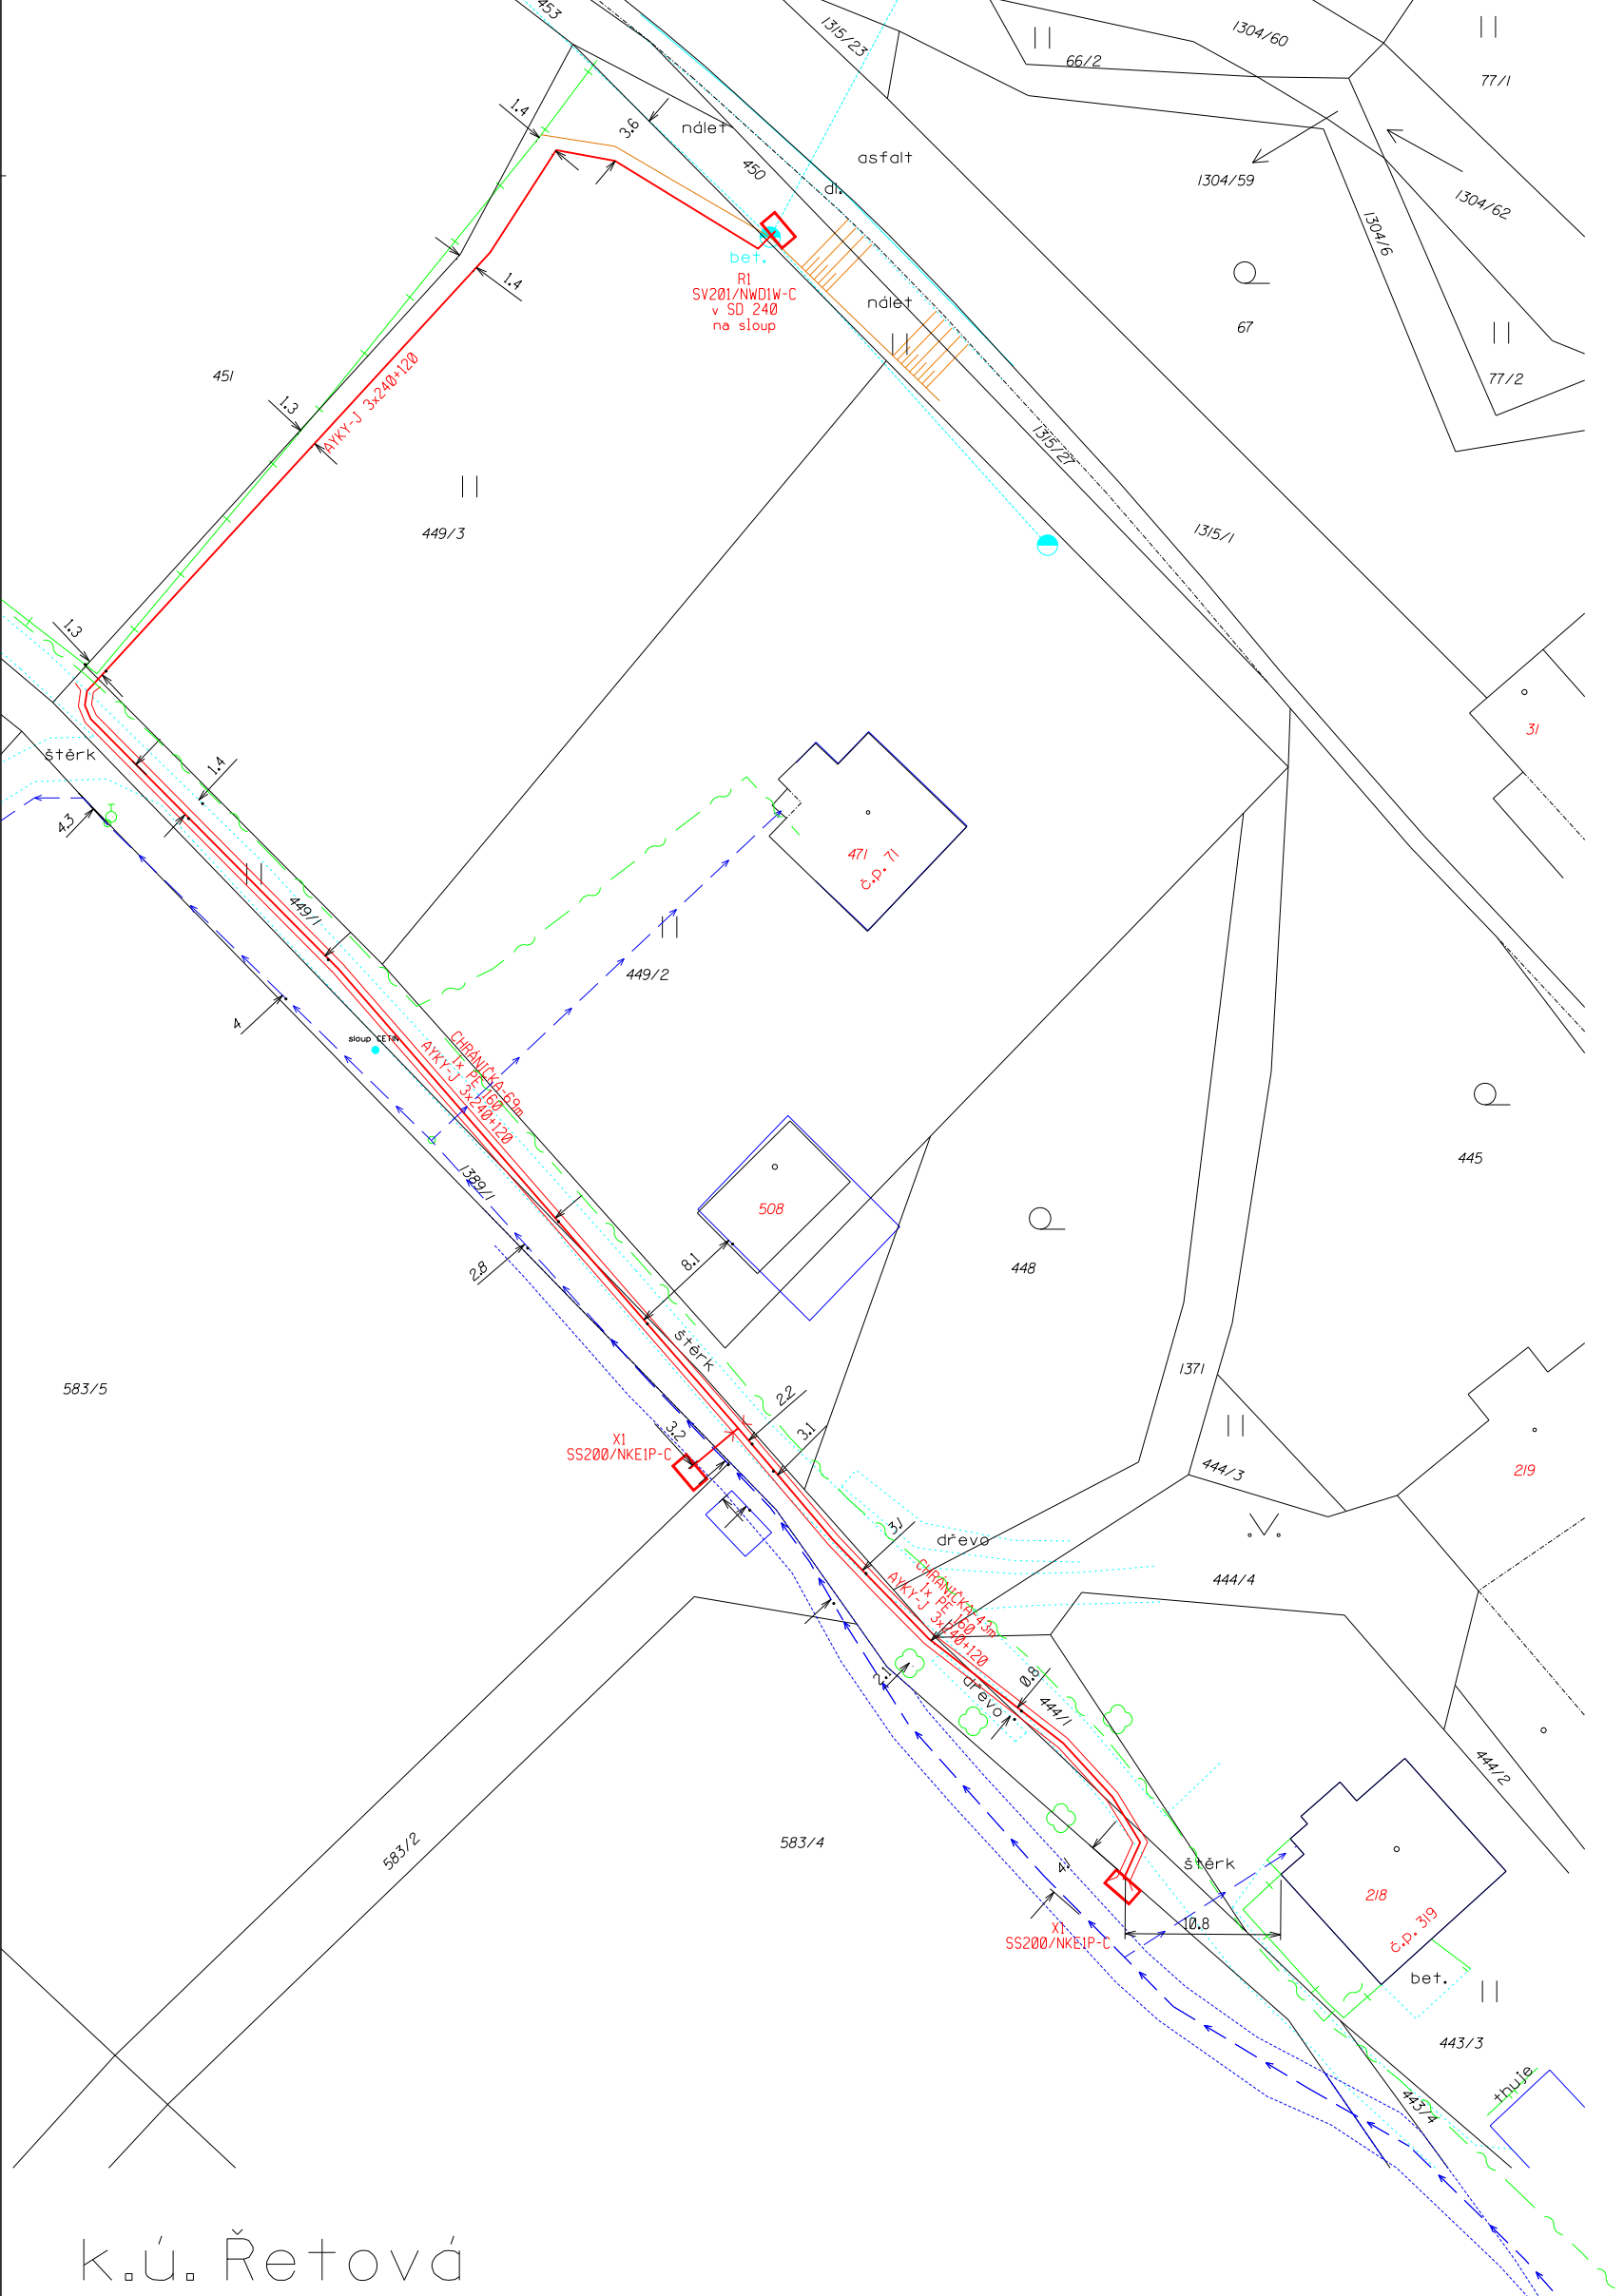 453
1315/23
1304/60
66/2
77/1
1.4
3.6
nálet
450
asfalt
dl.
1304/59
1304/62
1304/6
bet.
R1
SV201/NWD1W-C
v SD 240
na sloup
1.4
nálet
67
77/2
451
AYKY-J 3x240+120
1.3
449/3
1315/27
1315/1
1.3
31
štěrk
1.4
4.3
471
č.p. 71
449/1
449/2
4
sloup CETIN
CHRÁNIČKA-69m
1x PE 160
AYKY-J 3x240+120
445
1389/1
508
8.1
2.8
448
štěrk
1371
583/5
2.2
3.1
3.2
X1
SS200/NKE1P-C
444/3
219
3.1
dřevo
CHRÁNIČKA-43m
1x PE 160
AYKY-J 3x240+120
444/4
2.1
dřevo
0.8
444/1
444/2
583/2
583/4
4.1
štěrk
218
č.p. 319
10.8
X1
SS200/NKE1P-C
bet.
443/3
thuje
443/4
k.ú. Řetová